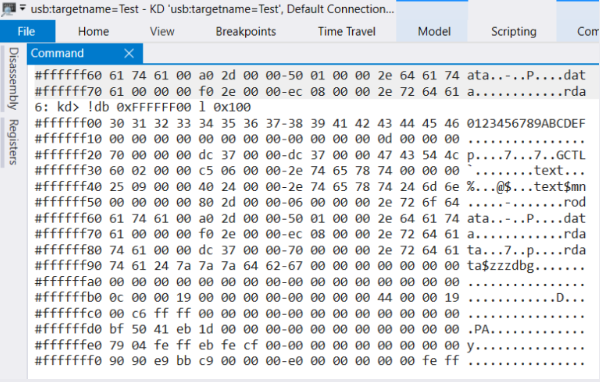 usb:targetname=Test - KD 'usb:targetname=Test', Default Connection...
File Home View Breakpoints Time Travel Model Scripting Com
Command
Disassembly
Registers
#ffffff60 61 74 61 00 a0 2d 00 00-50 01 00 00 2e 64 61 74 ata..-..P....dat
#ffffff70 61 00 00 00 f0 2e 00 00-ec 08 00 00 2e 72 64 61 a............rda
6: kd> !db 0xFFFFFF00 l 0x100
#ffffff00 30 31 32 33 34 35 36 37-38 39 41 42 43 44 45 46 0123456789ABCDEF
#ffffff10 00 00 00 00 00 00 00 00-00 00 00 00 0d 00 00 00 ................
#ffffff20 70 00 00 00 dc 37 00 00-dc 37 00 00 47 43 54 4c p....7...7..GCTL
#ffffff30 60 02 00 00 c5 06 00 00-2e 74 65 78 74 00 00 00 `........text...
#ffffff40 25 09 00 00 40 24 00 00-2e 74 65 78 74 24 6d 6e %...@$...text$mn
#ffffff50 00 00 00 00 80 2d 00 00-06 00 00 00 2e 72 6f 64 .....-.......rod
#ffffff60 61 74 61 00 a0 2d 00 00-50 01 00 00 2e 64 61 74 ata..-..P....dat
#ffffff70 61 00 00 00 f0 2e 00 00-ec 08 00 00 2e 72 64 61 a............rda
#ffffff80 74 61 00 00 dc 37 00 00-70 00 00 00 2e 72 64 61 ta...7..p....rda
#ffffff90 74 61 24 7a 7a 7a 64 62-67 00 00 00 00 00 00 00 ta$zzzdbg.......
#ffffffa0 00 00 00 00 00 00 00 00-00 00 00 00 00 00 00 00 ................
#ffffffb0 0c 00 00 19 00 00 00 00-00 00 00 00 44 00 00 19 ............D...
#ffffffc0 00 c6 ff ff 00 00 00 00-00 00 00 00 00 00 00 00 ................
#ffffffd0 bf 50 41 eb 1d 00 00 00-00 00 00 00 00 00 00 00 .PA.............
#ffffffe0 79 04 fe ff eb fe cf 00-00 00 00 00 00 00 00 00 y...............
#fffffff0 90 90 e9 bb c9 00 00 00-e0 00 00 00 00 00 fe ff ................